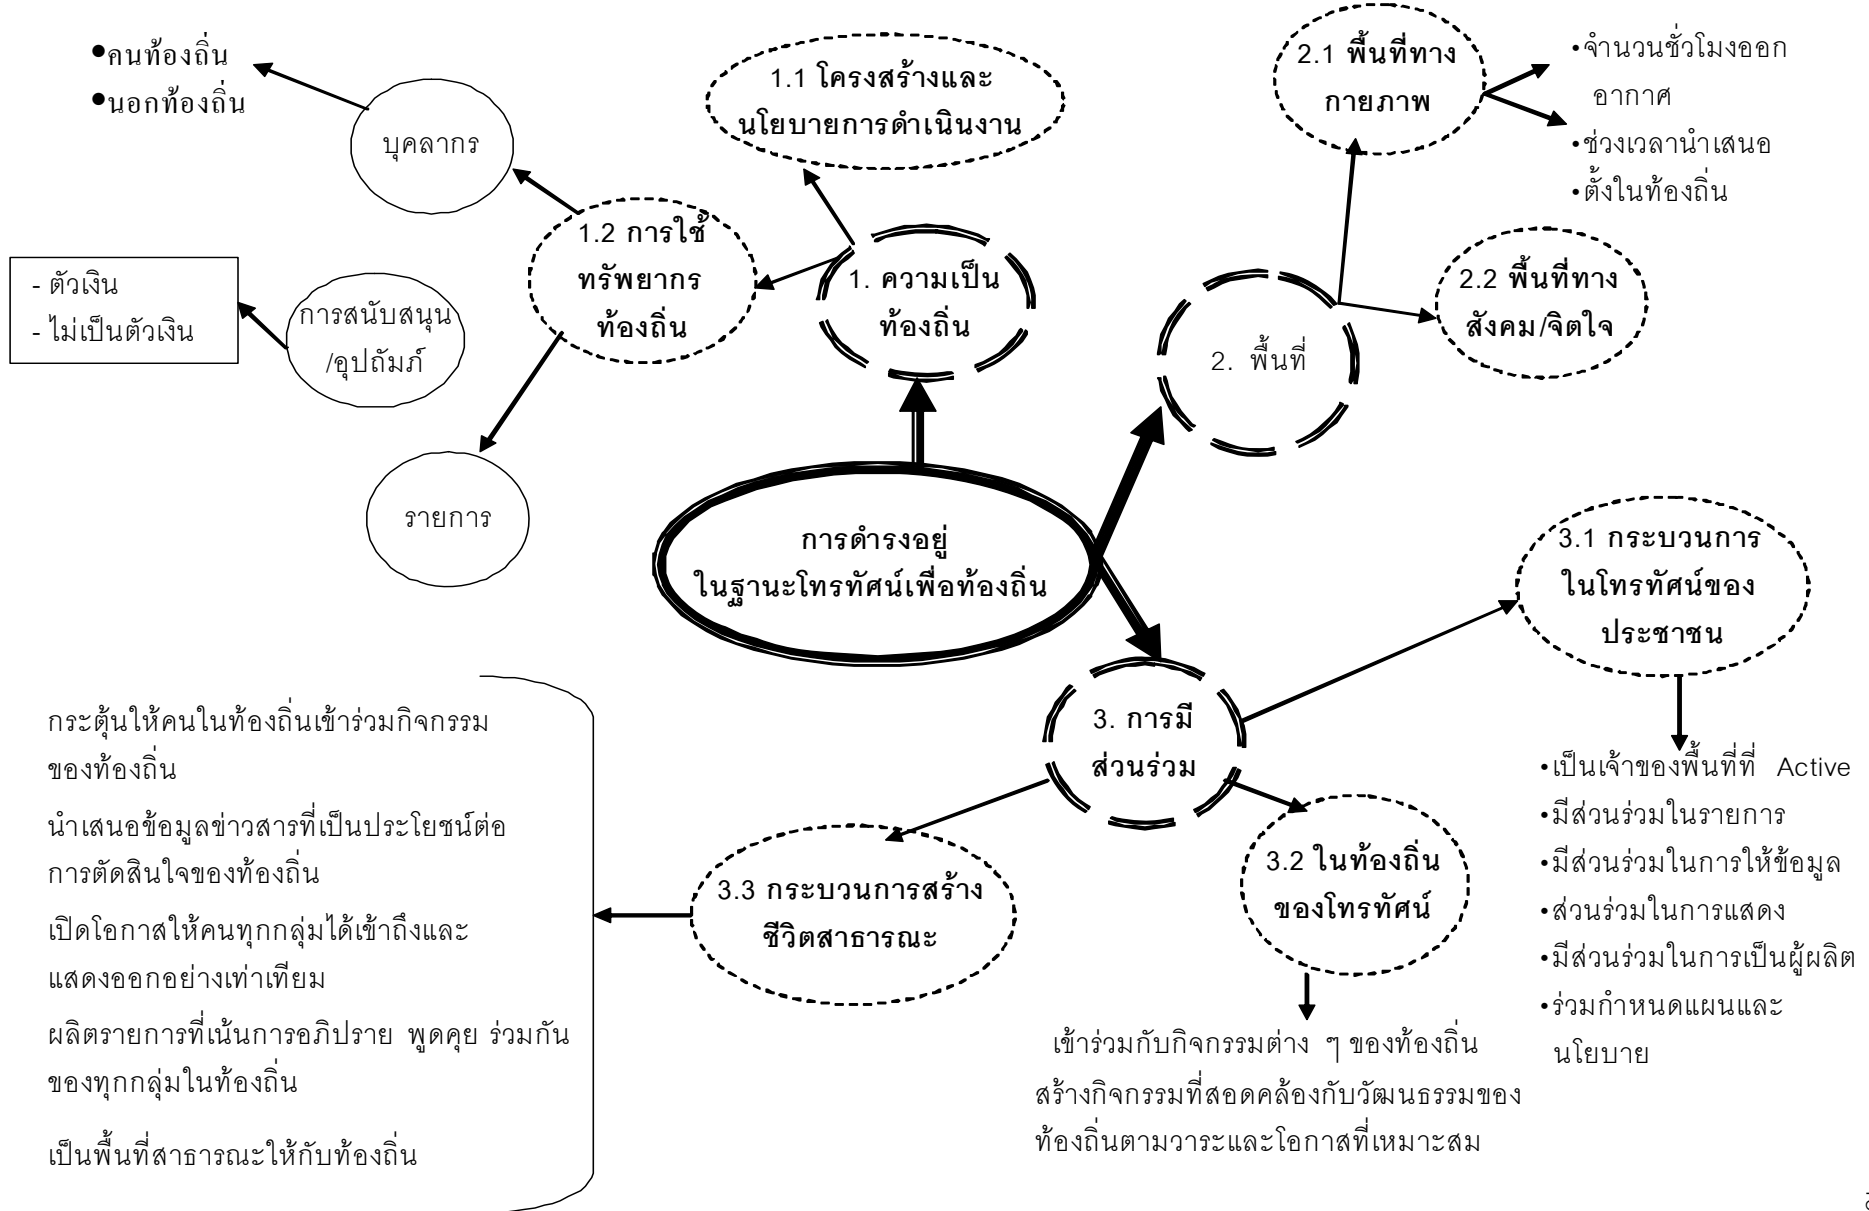 ●คนท้องถิ่น
●นอกท้องถิ่น
บุคลากร
1.1 โครงสร้างและ
นโยบายการดำเนินงาน
1.2 การใช้
ทรัพยากร
ท้องถิ่น
1. ความเป็น
ท้องถิ่น
- ตัวเงิน
- ไม่เป็นตัวเงิน
การสนับสนุน
/อุปถัมภ์
รายการ
2.1 พื้นที่ทาง
กายภาพ
•จำนวนชั่วโมงออก
อากาศ
•ช่วงเวลานำเสนอ
•ตั้งในท้องถิ่น
2.2 พื้นที่ทาง
สังคม/จิตใจ
2. พื้นที่
การดำรงอยู่
ในฐานะโทรทัศน์เพื่อท้องถิ่น
3.1 กระบวนการ
ในโทรทัศน์ของ
ประชาชน
3. การมี
ส่วนร่วม
•เป็นเจ้าของพื้นที่ที่ Active
•มีส่วนร่วมในรายการ
•มีส่วนร่วมในการให้ข้อมูล
•ส่วนร่วมในการแสดง
•มีส่วนร่วมในการเป็นผู้ผลิต
•ร่วมกำหนดแผนและ
นโยบาย
3.2 ในท้องถิ่น
ของโทรทัศน์
เข้าร่วมกับกิจกรรมต่าง ๆ ของท้องถิ่น
สร้างกิจกรรมที่สอดคล้องกับวัฒนธรรมของ
ท้องถิ่นตามวาระและโอกาสที่เหมาะสม
3.3 กระบวนการสร้าง
ชีวิตสาธารณะ
กระตุ้นให้คนในท้องถิ่นเข้าร่วมกิจกรรม
ของท้องถิ่น
นำเสนอข้อมูลข่าวสารที่เป็นประโยชน์ต่อ
การตัดสินใจของท้องถิ่น
เปิดโอกาสให้คนทุกกลุ่มได้เข้าถึงและ
แสดงออกอย่างเท่าเทียม
ผลิตรายการที่เน้นการอภิปราย พูดคุย ร่วมกัน
ของทุกกลุ่มในท้องถิ่น
เป็นพื้นที่สาธารณะให้กับท้องถิ่น